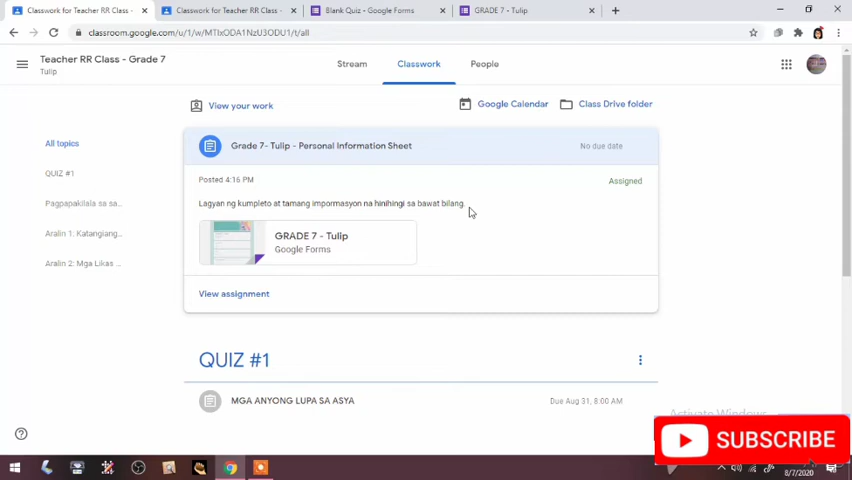 Classwork for Teacher RR Class -
Classwork for Teacher RR Class -
Blank Quiz - Google Forms
GRADE 7 - Tulip
classroom.google.com/u/1/w/MTIxODA1NzU3ODU1/t/all
Teacher RR Class - Grade 7
Tulip
Stream
Classwork
People
View your work
Google Calendar
Class Drive folder
All topics
QUIZ #1
Pagpapakilala sa sa...
Aralin 1: Katangiang...
Aralin 2: Mga Likas ...
Grade 7- Tulip - Personal Information Sheet
No due date
Posted 4:16 PM
Assigned
Lagyan ng kumpleto at tamang impormasyon na hinihingi sa bawat bilang.
GRADE 7 - Tulip
Google Forms
View assignment
QUIZ #1
MGA ANYONG LUPA SA ASYA
Due Aug 31, 8:00 AM
Activate Windows
SUBSCRIBE
8/7/2020